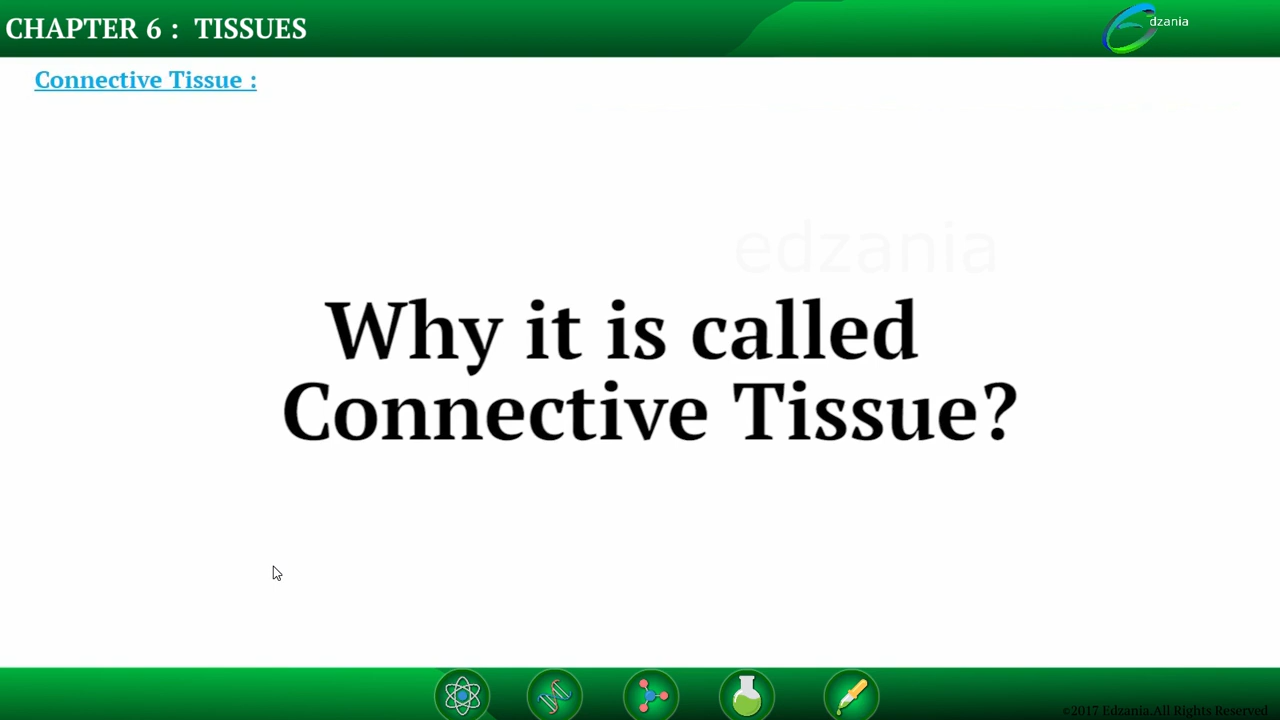 CHAPTER 6 : TISSUES
dzania
Connective Tissue :
edzania
Why it is called
Connective Tissue?
©2017 Edzania.All Rights Reserved.